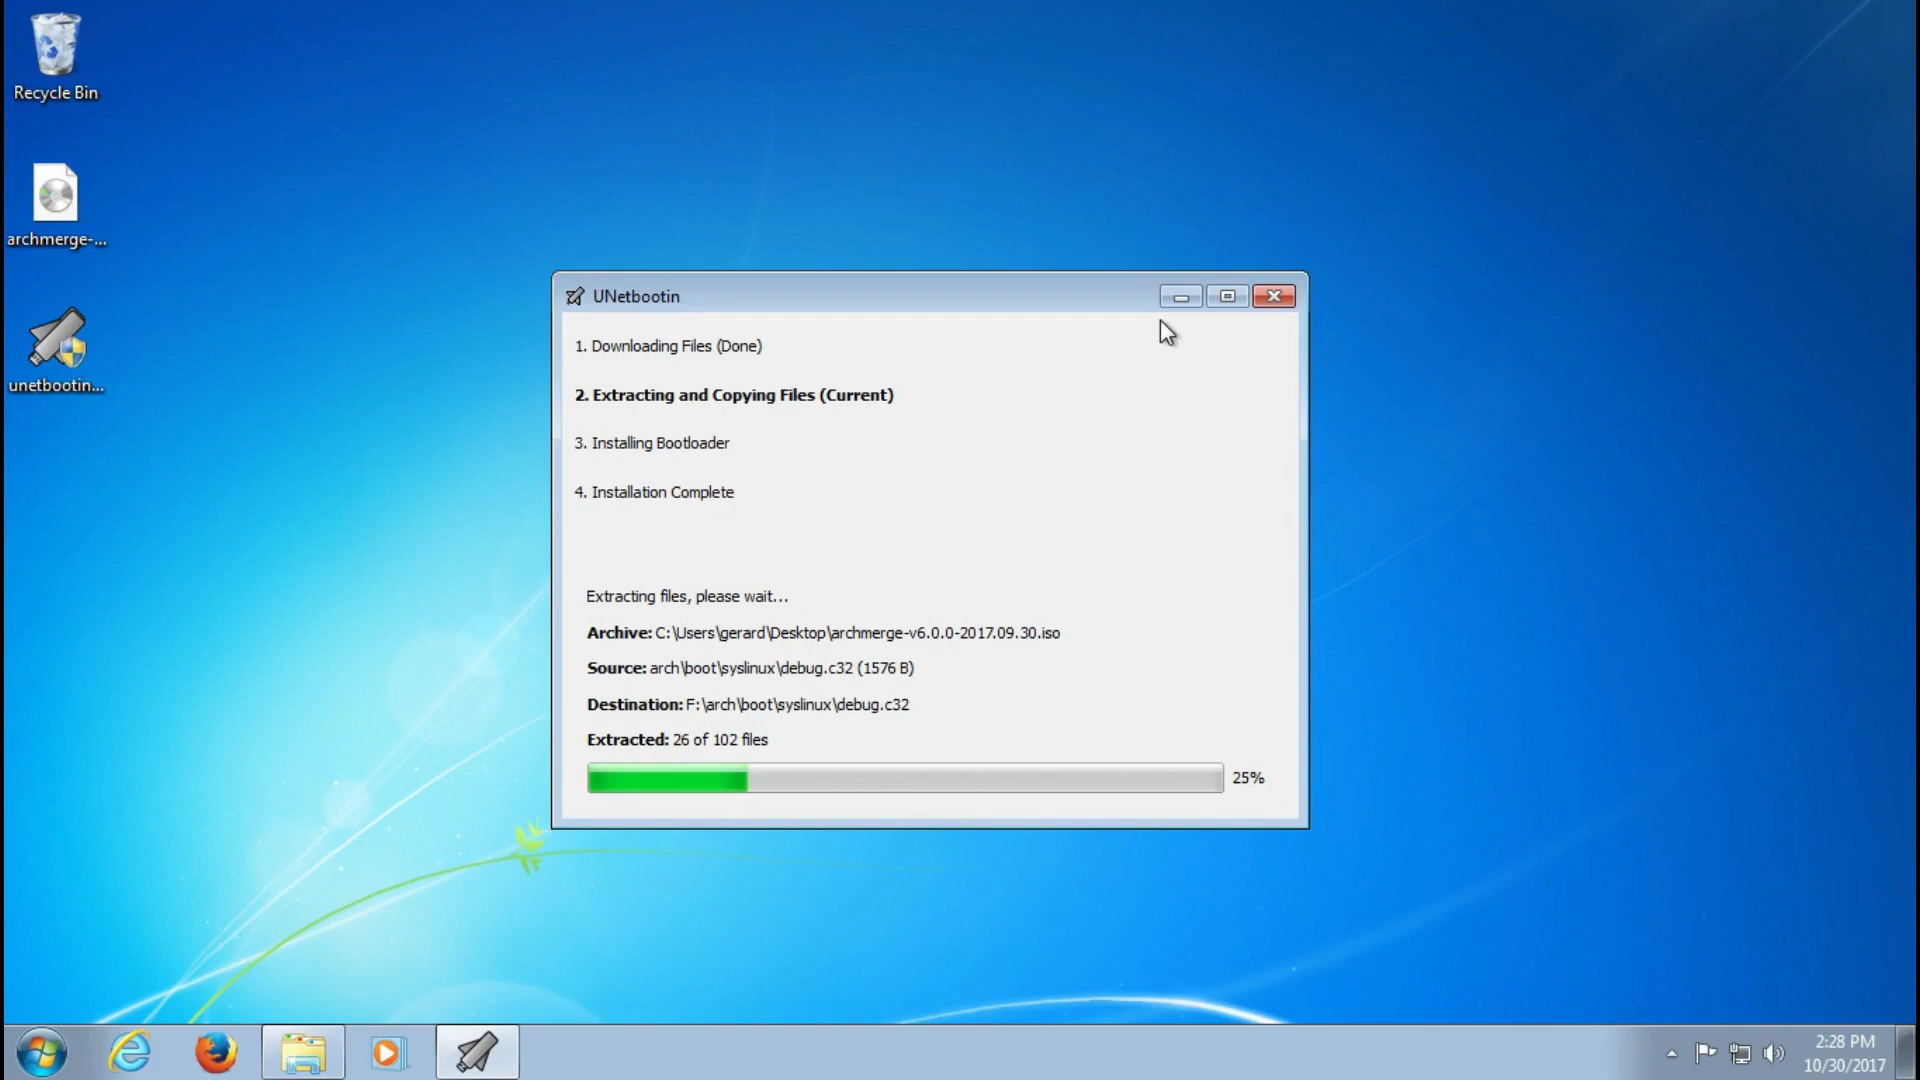 Recycle Bin
archmerge-...
unetbootin...
UNetbootin
1. Downloading Files (Done)
2. Extracting and Copying Files (Current)
3. Installing Bootloader
4. Installation Complete
Extracting files, please wait...
Archive: C:\Users\gerard\Desktop\archmerge-v6.0.0-2017.09.30.iso
Source: arch\boot\syslinux\debug.c32 (1576 B)
Destination: F:\arch\boot\syslinux\debug.c32
Extracted: 26 of 102 files
25%
2:28 PM
10/30/2017